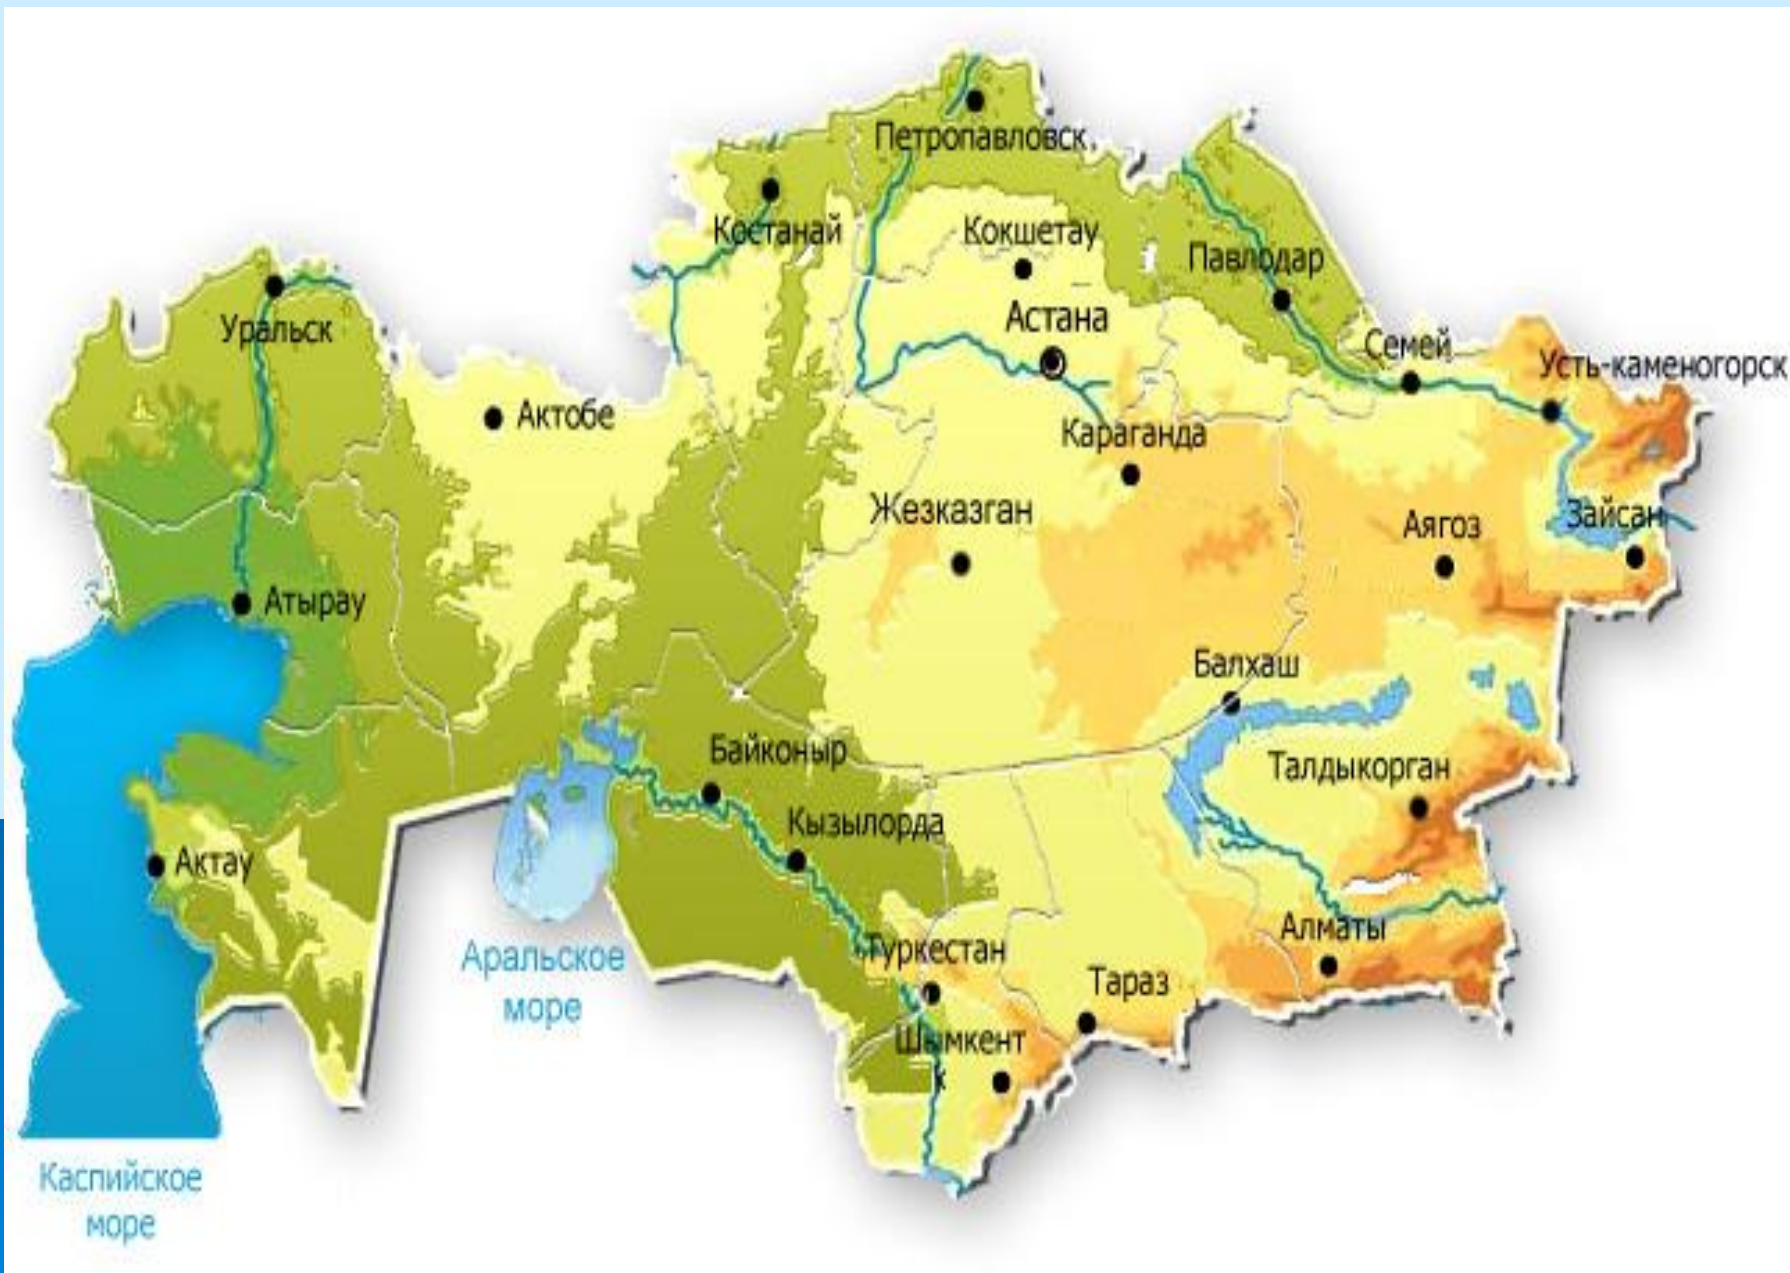 Петропавловск
Костанай
Кокшетау
Павлодар
Астана
Уральск
Семей
Усть-каменогорск
Актобе
Караганда
Жезказган
Зайсан
Аягоз
Атырау
Балхаш
Байконыр
Талдыкорган
Кызылорда
Актау
Алматы
Туркестан
Аральское
море
Тараз
Шымкент
Каспийское
море